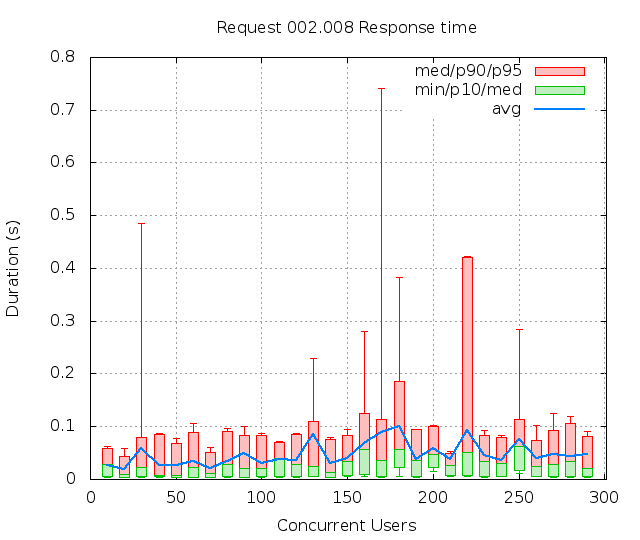 Request 002.008 Response time
0.8
0.7
0.6
0.5
0.4
0.3
0.2
0.1
0
Duration (s)
med/p90/p95
min/p10/med
avg
0 50 100 150 200 250 300
Concurrent Users